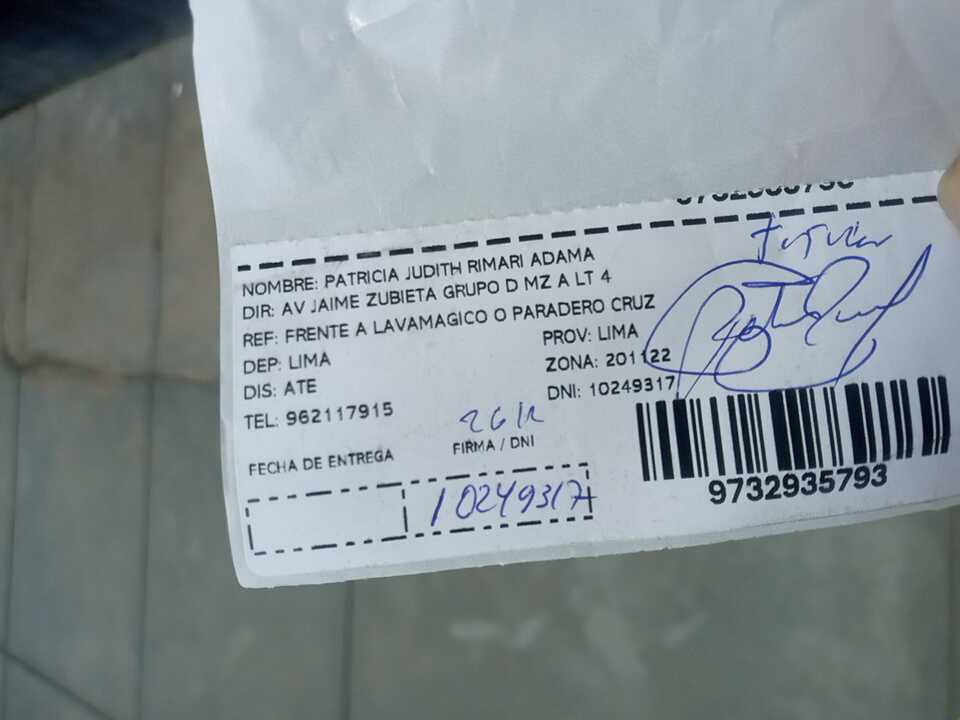 NOMBRE: PATRICIA JUDITH RIMARI ADAMA
DIR: AV JAIME ZUBIETA GRUPO D MZ A LT 4
REF: FRENTE A LAVAMAGICO O PARADERO CRUZ
DEP: LIMA PROV: LIMA
DIS: ATE ZONA: 201122
TEL: 962117915 DNI: 10249317
FECHA DE ENTREGA FIRMA / DNI
10249317
9732935793